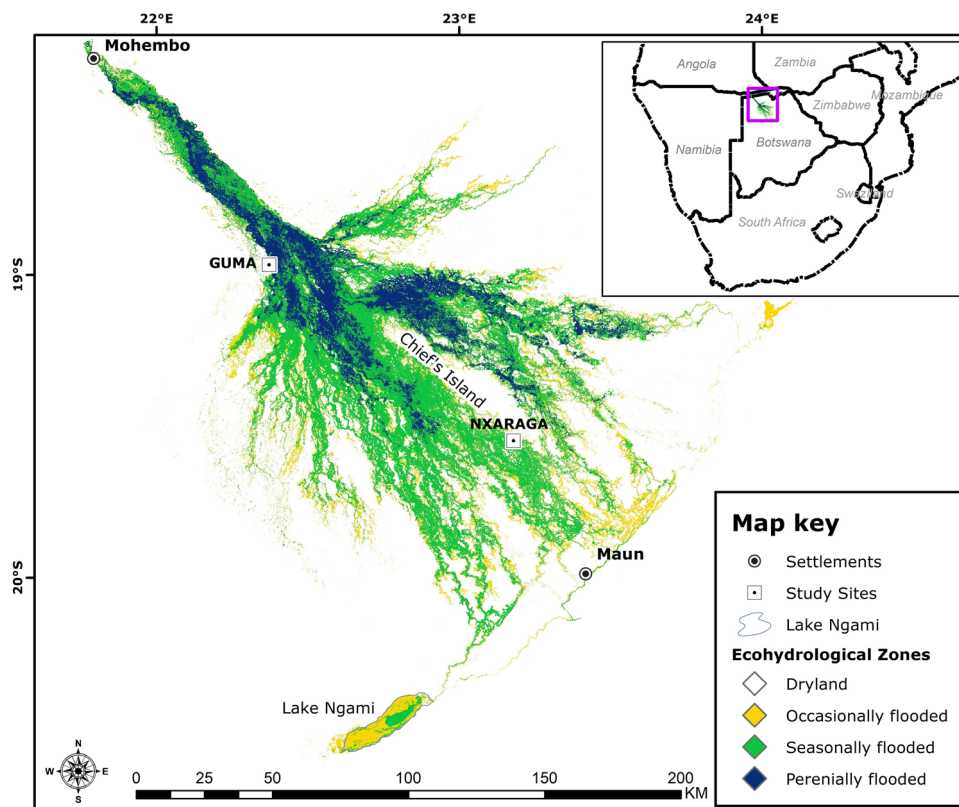 22°E
23°E
24°E
Mohembo
Angola
Zambia
Mozambique
Zimbabwe
Namibia
Botswana
Swaziland
South Africa
19°S
GUMA
Chief's Island
NXARAGA
20°S
Maun
Lake Ngami
Map key
Settlements
Study Sites
Lake Ngami
Ecohydrological Zones
Dryland
Occasionally flooded
Seasonally flooded
Perenially flooded
N
W E
S
0 25 50 100 150 200
KM